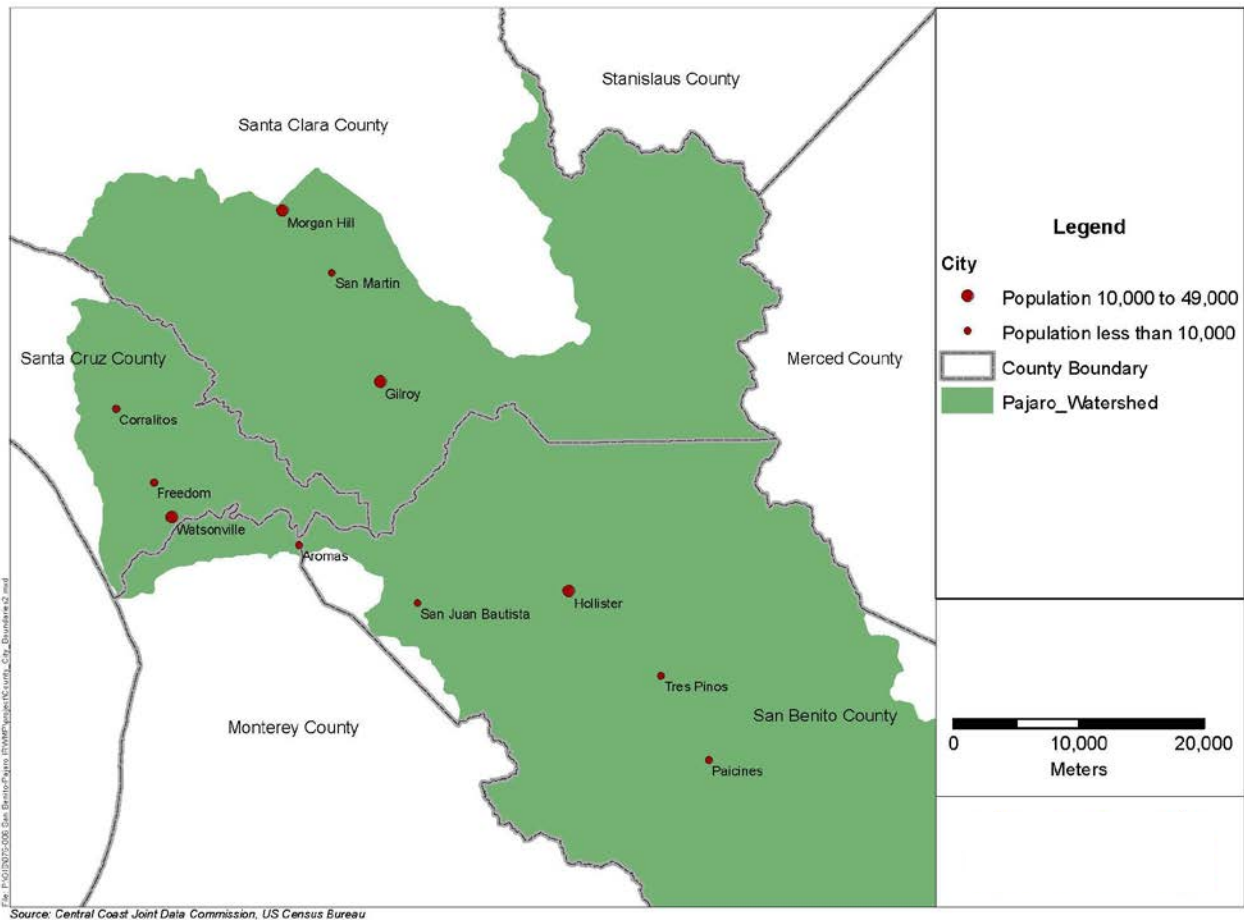 Stanislaus County
Santa Clara County
Morgan Hill
San Martin
Santa Cruz County
Merced County
Gilroy
Corralitos
Freedom
Watsonville
Aromas
San Juan Bautista
Hollister
Tres Pinos
San Benito County
Monterey County
Paicines
Legend
City
Population 10,000 to 49,000
Population less than 10,000
County Boundary
Pajaro_Watershed
0 10,000 20,000
Meters
Source: Central Coast Joint Data Commission, US Census Bureau